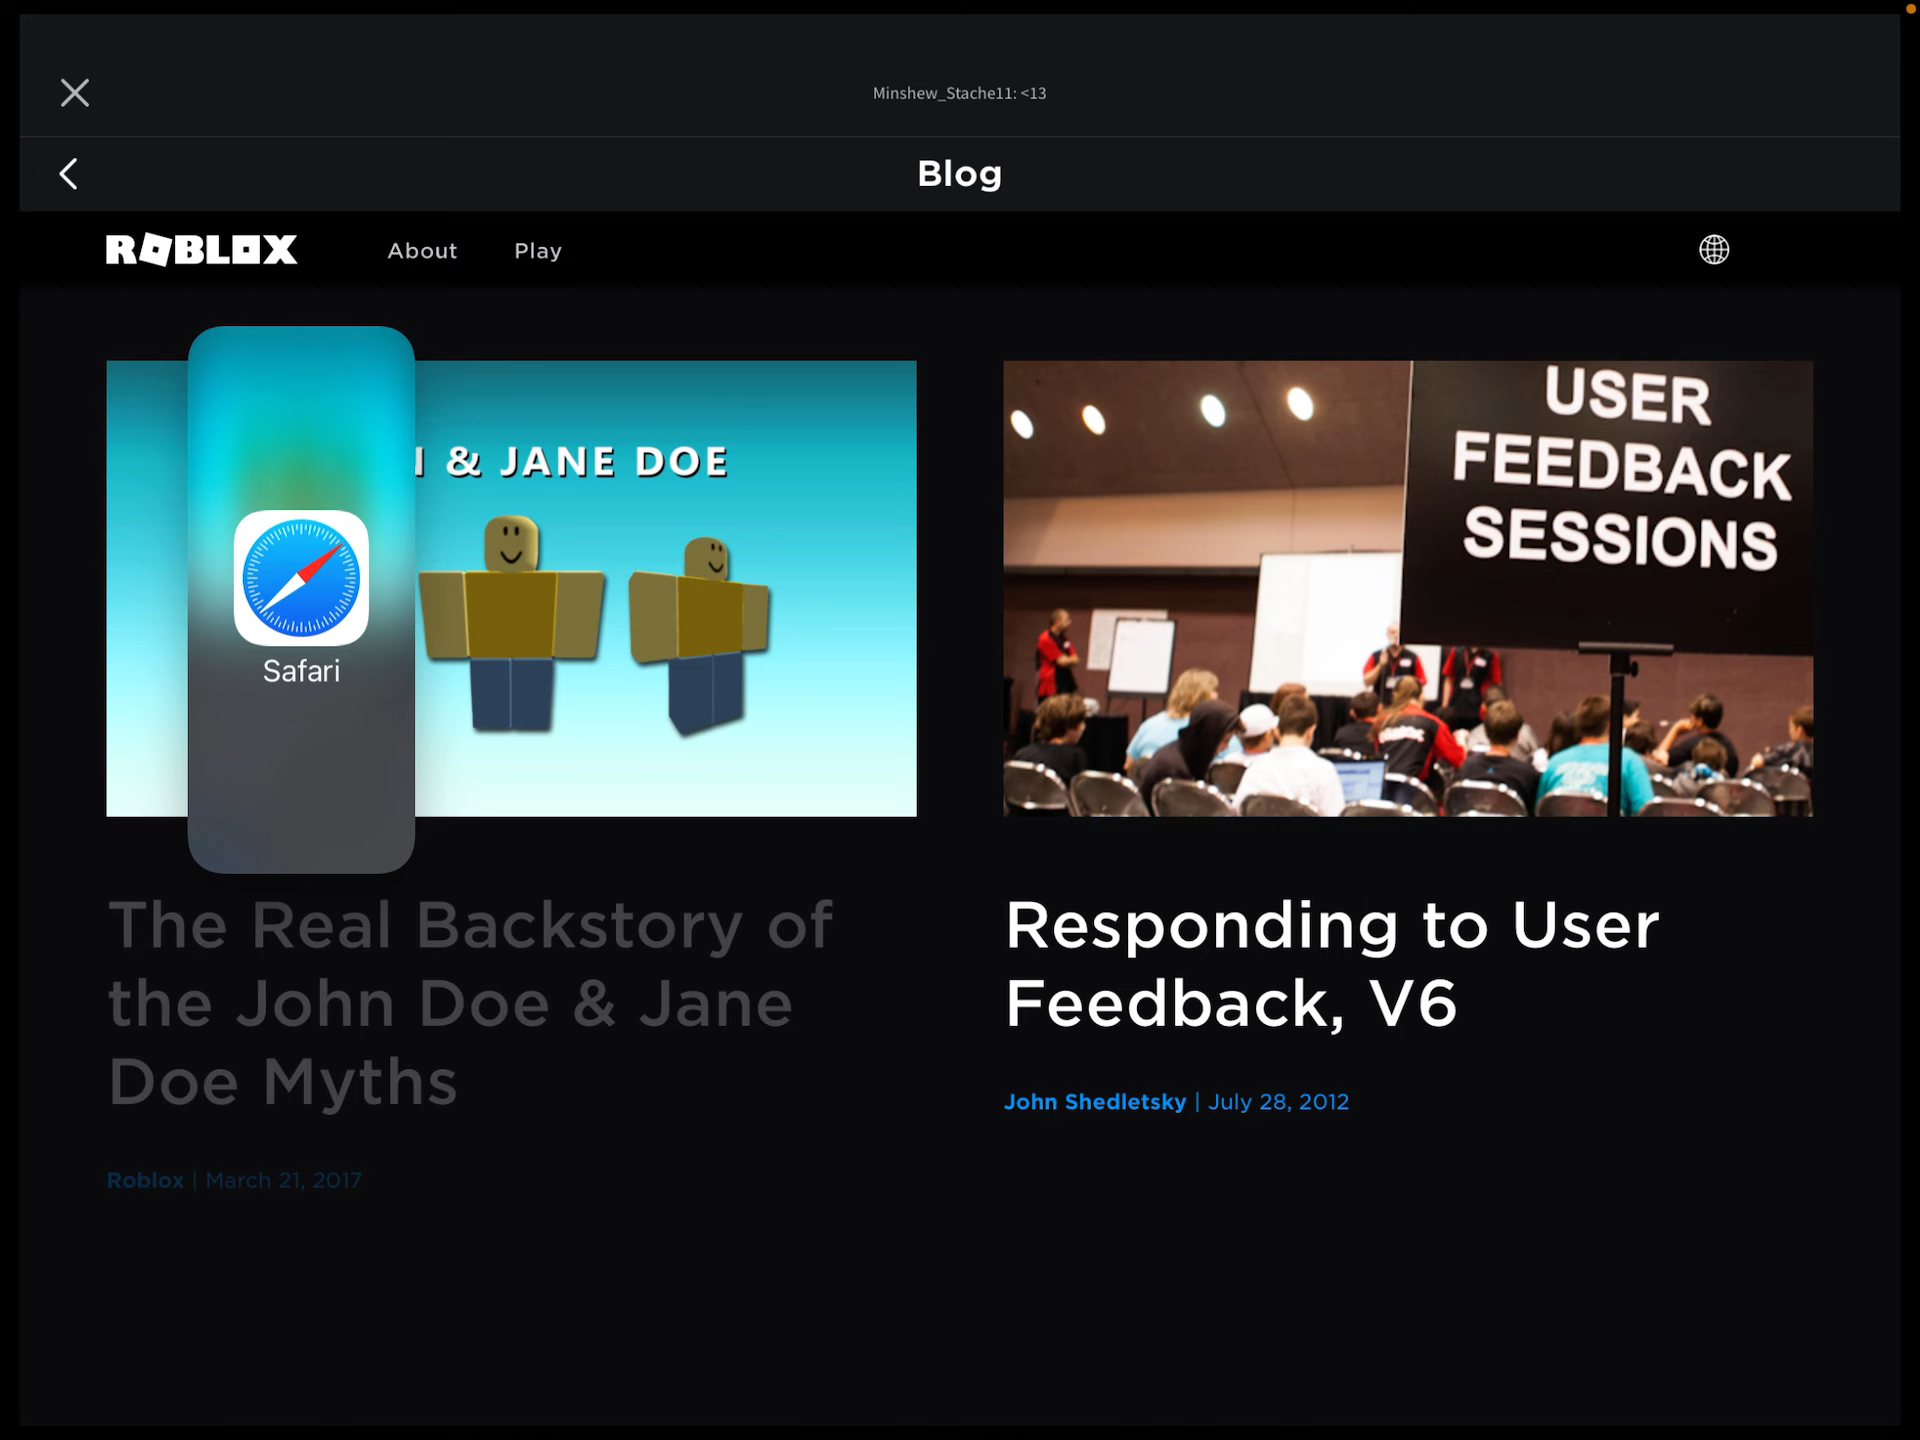 Minshew_Stache11: <13
Blog
ROBLOX About Play
& JANE DOE
Safari
USER
FEEDBACK
SESSIONS
The Real Backstory of
the John Doe & Jane
Doe Myths
Roblox | March 21, 2017
Responding to User
Feedback, V6
John Shedletsky | July 28, 2012